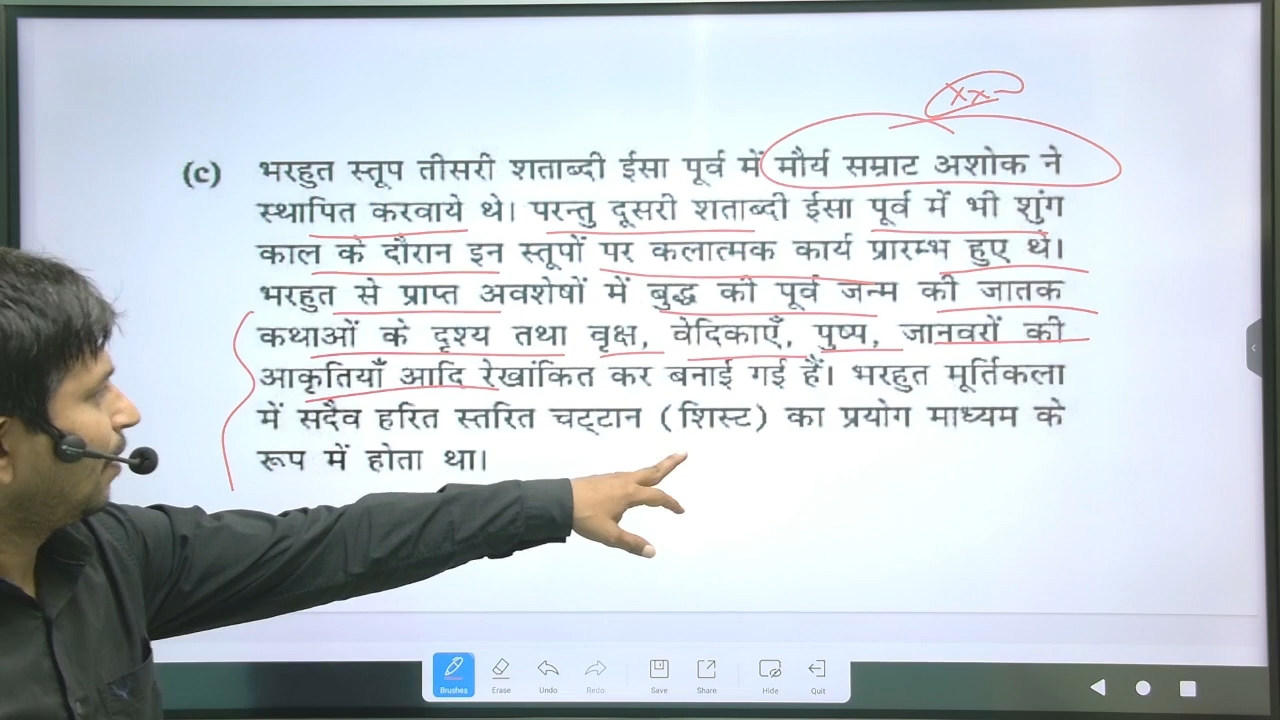 xx
(c) भरहुत स्तूप तीसरी शताब्दी ईसा पूर्व में मौर्य सम्राट अशोक ने
स्थापित करवाये थे। परन्तु दूसरी शताब्दी ईसा पूर्व में भी शुंग
काल के दौरान इन स्तूपों पर कलात्मक कार्य प्रारम्भ हुए थे।
भरहुत से प्राप्त अवशेषों में बुद्ध की पूर्व जन्म की जातक
कथाओं के दृश्य तथा वृक्ष, वेदिकाएँ, पुष्प, जानवरों की
आकृतियाँ आदि रेखांकित कर बनाई गई हैं। भरहुत मूर्तिकला
में सदैव हरित स्तरित चट्टान (शिस्ट) का प्रयोग माध्यम के
रूप में होता था।
Brushes Erase Undo Redo Save Share Hide Quit